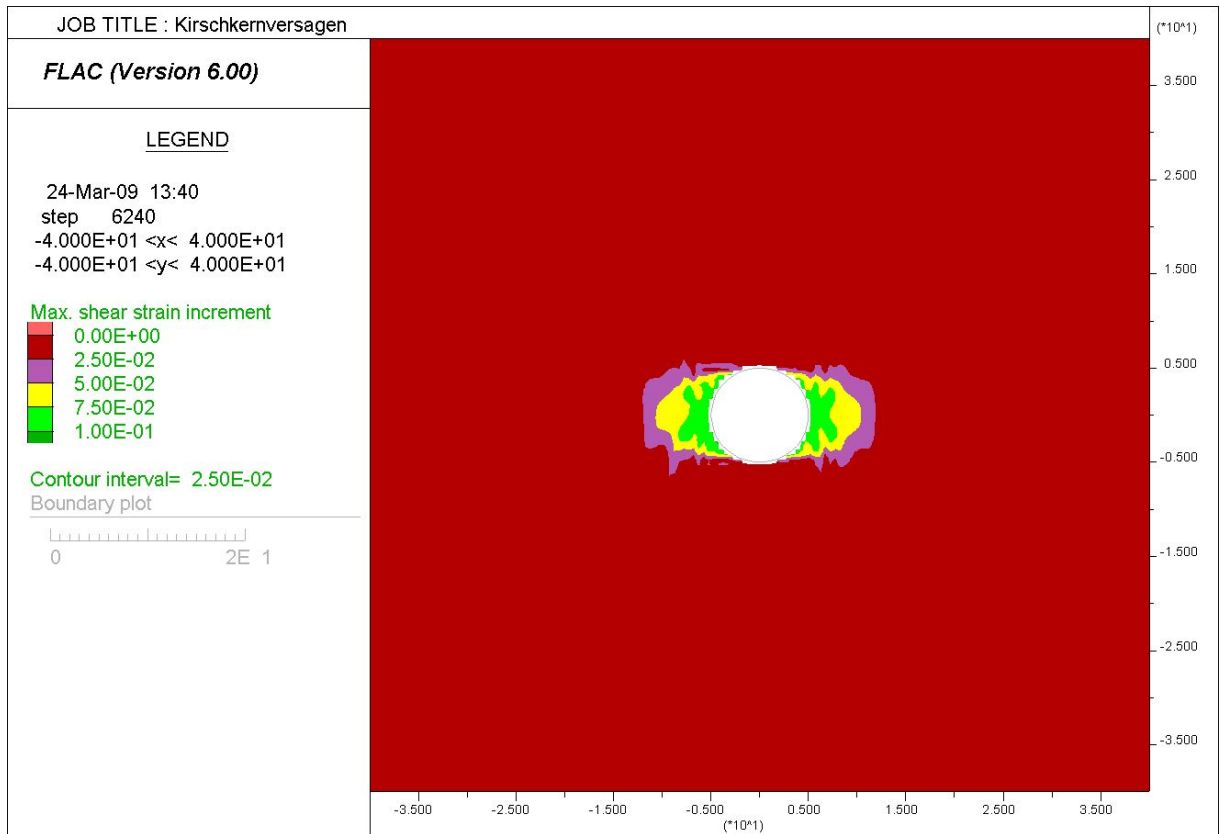 JOB TITLE : Kirschkernversagen
FLAC (Version 6.00)
LEGEND
24-Mar-09 13:40
step 6240
-4.000E+01 <x< 4.000E+01
-4.000E+01 <y< 4.000E+01
Max. shear strain increment
0.00E+00
2.50E-02
5.00E-02
7.50E-02
1.00E-01
Contour interval= 2.50E-02
Boundary plot
0 2E 1
(*10^1)
3.500
2.500
1.500
0.500
-0.500
-1.500
-2.500
-3.500
-3.500 -2.500 -1.500 -0.500 0.500 1.500 2.500 3.500
(*10^1)